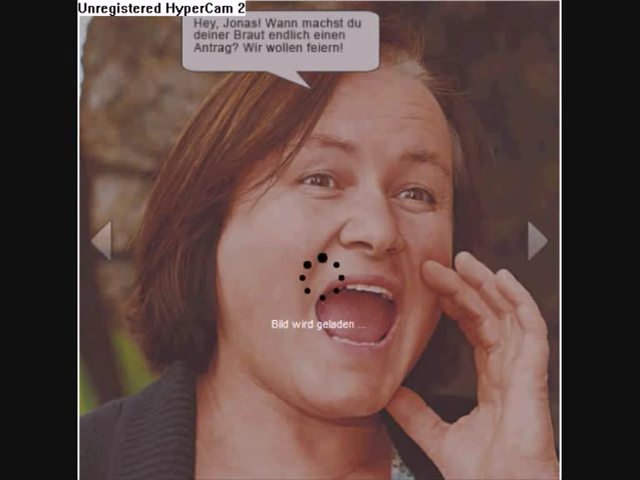 Unregistered HyperCam 2
Hey, Jonas! Wann machst du
deiner Braut endlich einen
Antrag? Wir wollen feiern!
Bild wird geladen ...